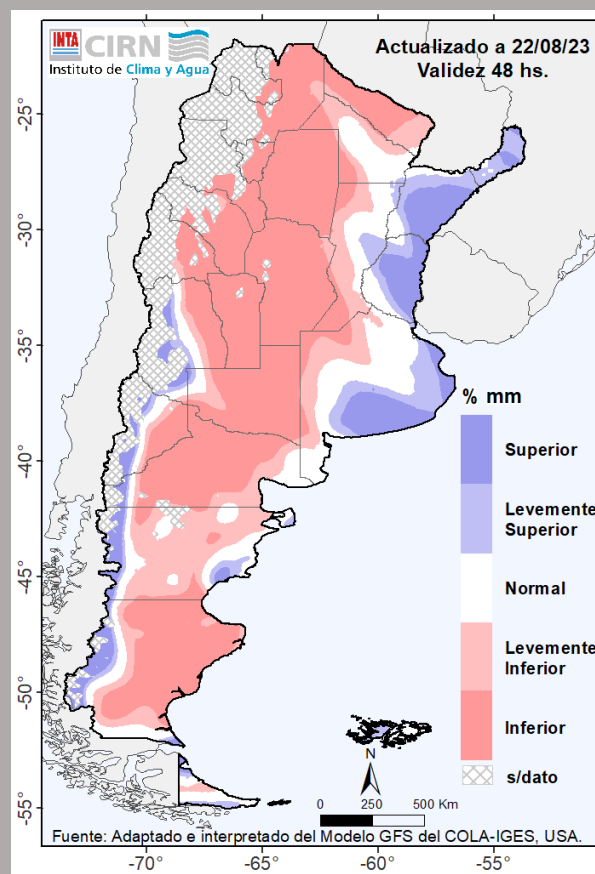 INTA CIRN
Instituto de Clima y Agua
Actualizado a 22/08/23
Validez 48 hs.
-25°
-30°
-35°
-40°
-45°
-50°
-55°
% mm
Superior
Levemente
Superior
Normal
Levemente
Inferior
Inferior
s/dato
N
0 250 500 Km
Fuente: Adaptado e interpretado del Modelo GFS del COLA-IGES, USA.
-70° -65° -60° -55°